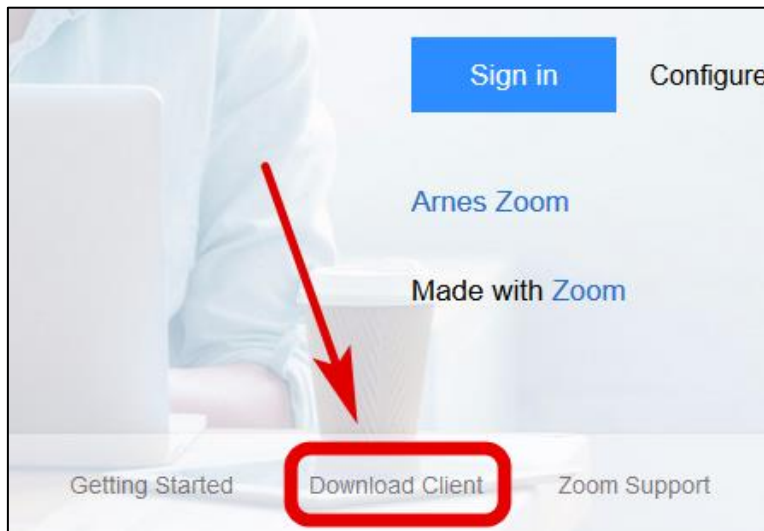 Sign in Configure
Arnes Zoom
Made with Zoom
Getting Started Download Client Zoom Support